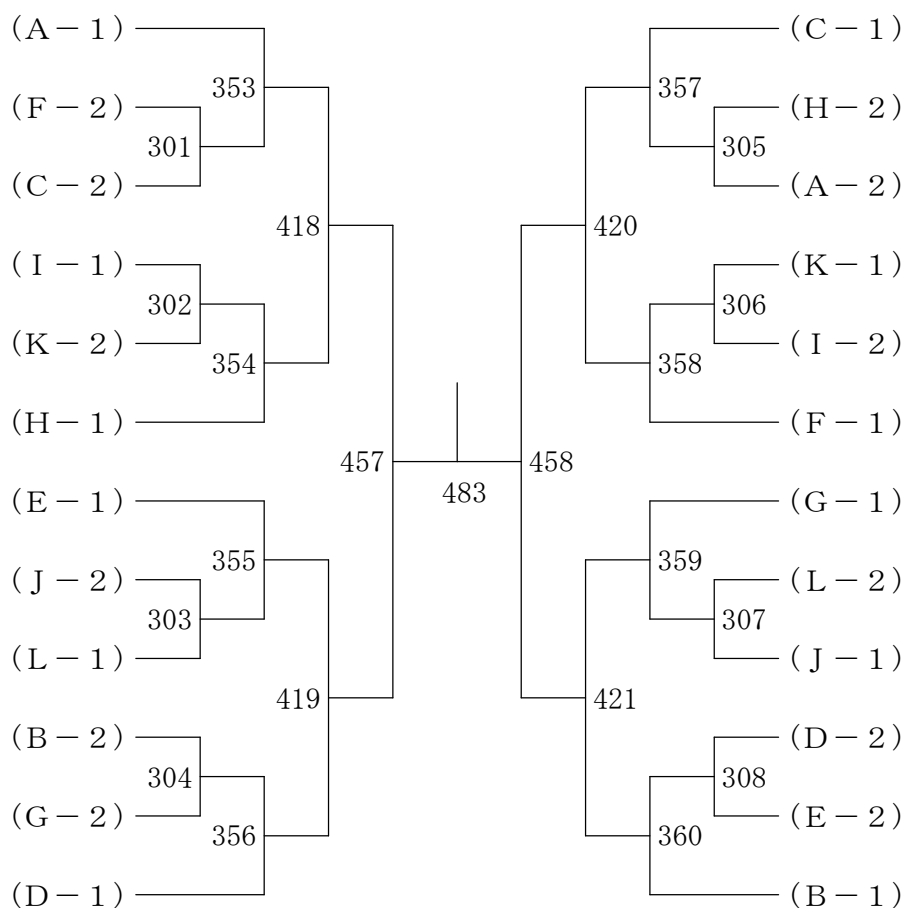 (A－1) (C－1)
353 357
(F－2) (H－2)
301 305
(C－2) (A－2)
418 420
(I－1) (K－1)
302 306
(K－2) (I－2)
354 358
(H－1) (F－1)
457 458
483
(E－1) (G－1)
355 359
(J－2) (L－2)
303 307
(L－1) (J－1)
419 421
(B－2) (D－2)
304 308
(G－2) (E－2)
356 360
(D－1) (B－1)